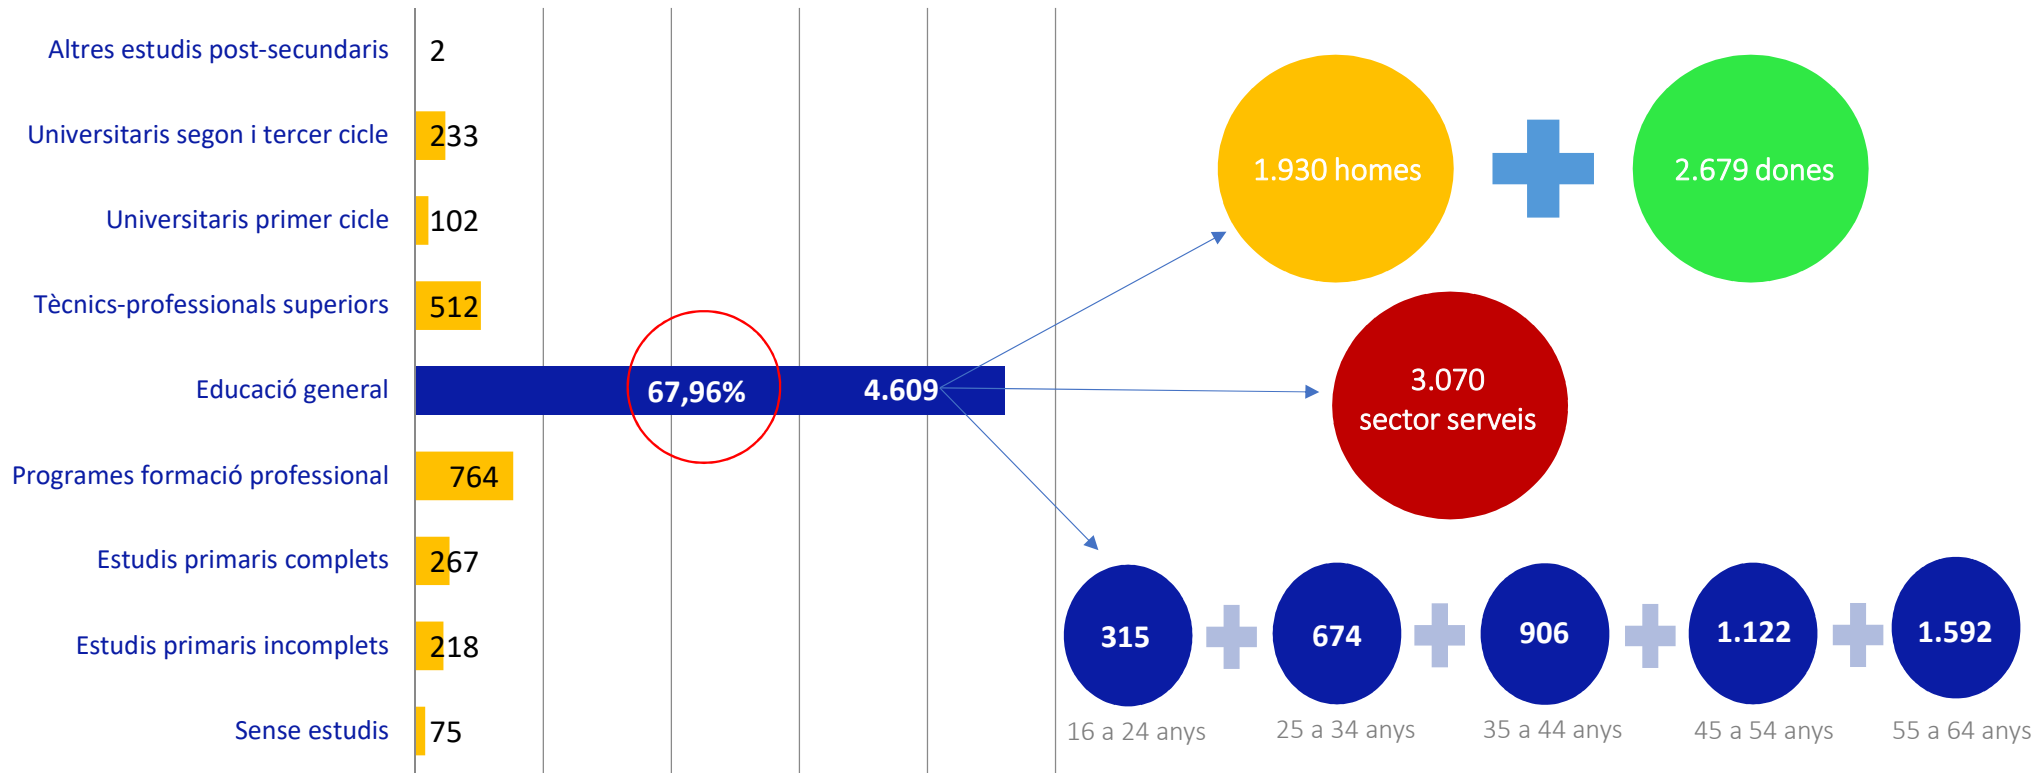 Altres estudis post-secundaris 2
Universitaris segon i tercer cicle 233
Universitaris primer cicle 102
Tècnics-professionals superiors 512
Educació general 67,96% 4.609
Programes formació professional 764
Estudis primaris complets 267
Estudis primaris incomplets 218
Sense estudis 75
1.930 homes
2.679 dones
3.070
sector serveis
315 674 906 1.122 1.592
16 a 24 anys 25 a 34 anys 35 a 44 anys 45 a 54 anys 55 a 64 anys